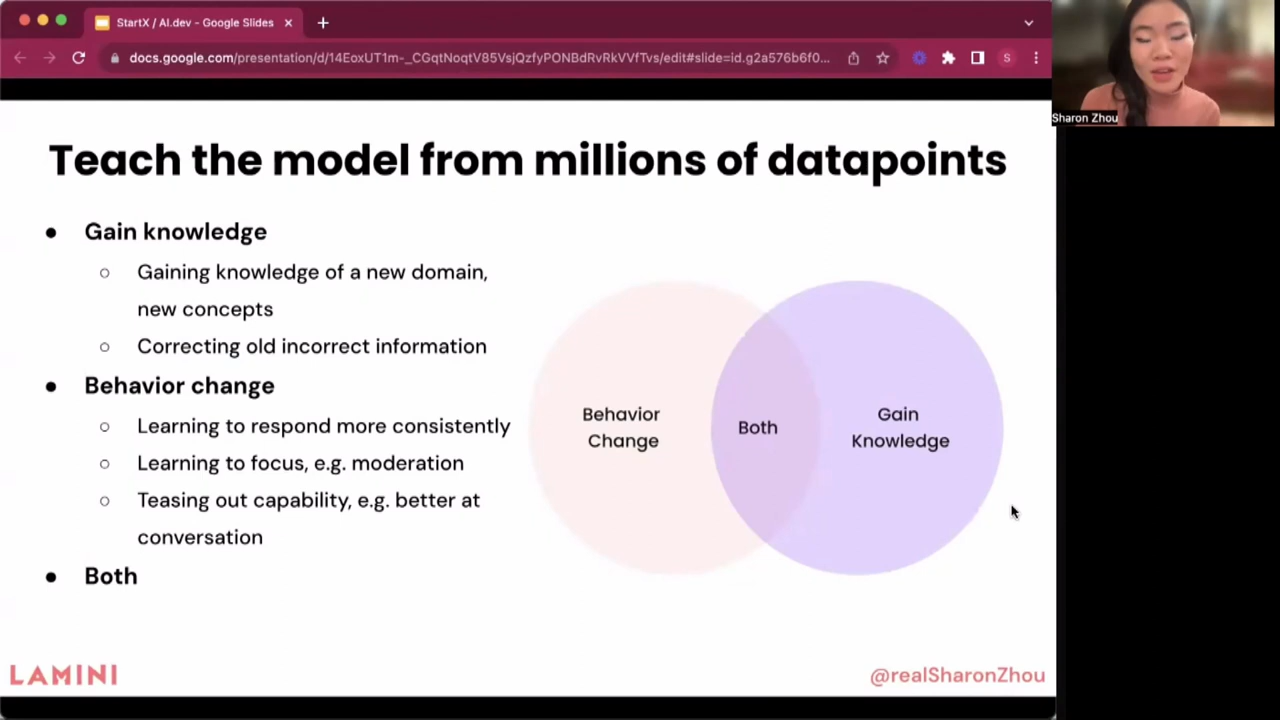 StartX / AI.dev - Google Slides
docs.google.com/presentation/d/14EoxUT1m-_CGqtNoqtV85VsjQzfyPONBdRvRkVVfTvs/edit#slide=id.g2a576b6f0...
S
Sharon Zhou
Teach the model from millions of datapoints
● Gain knowledge
○ Gaining knowledge of a new domain,
new concepts
○ Correcting old incorrect information
● Behavior change
○ Learning to respond more consistently
○ Learning to focus, e.g. moderation
○ Teasing out capability, e.g. better at
conversation
● Both
Behavior
Change
Both
Gain
Knowledge
LAMINI
@realSharonZhou